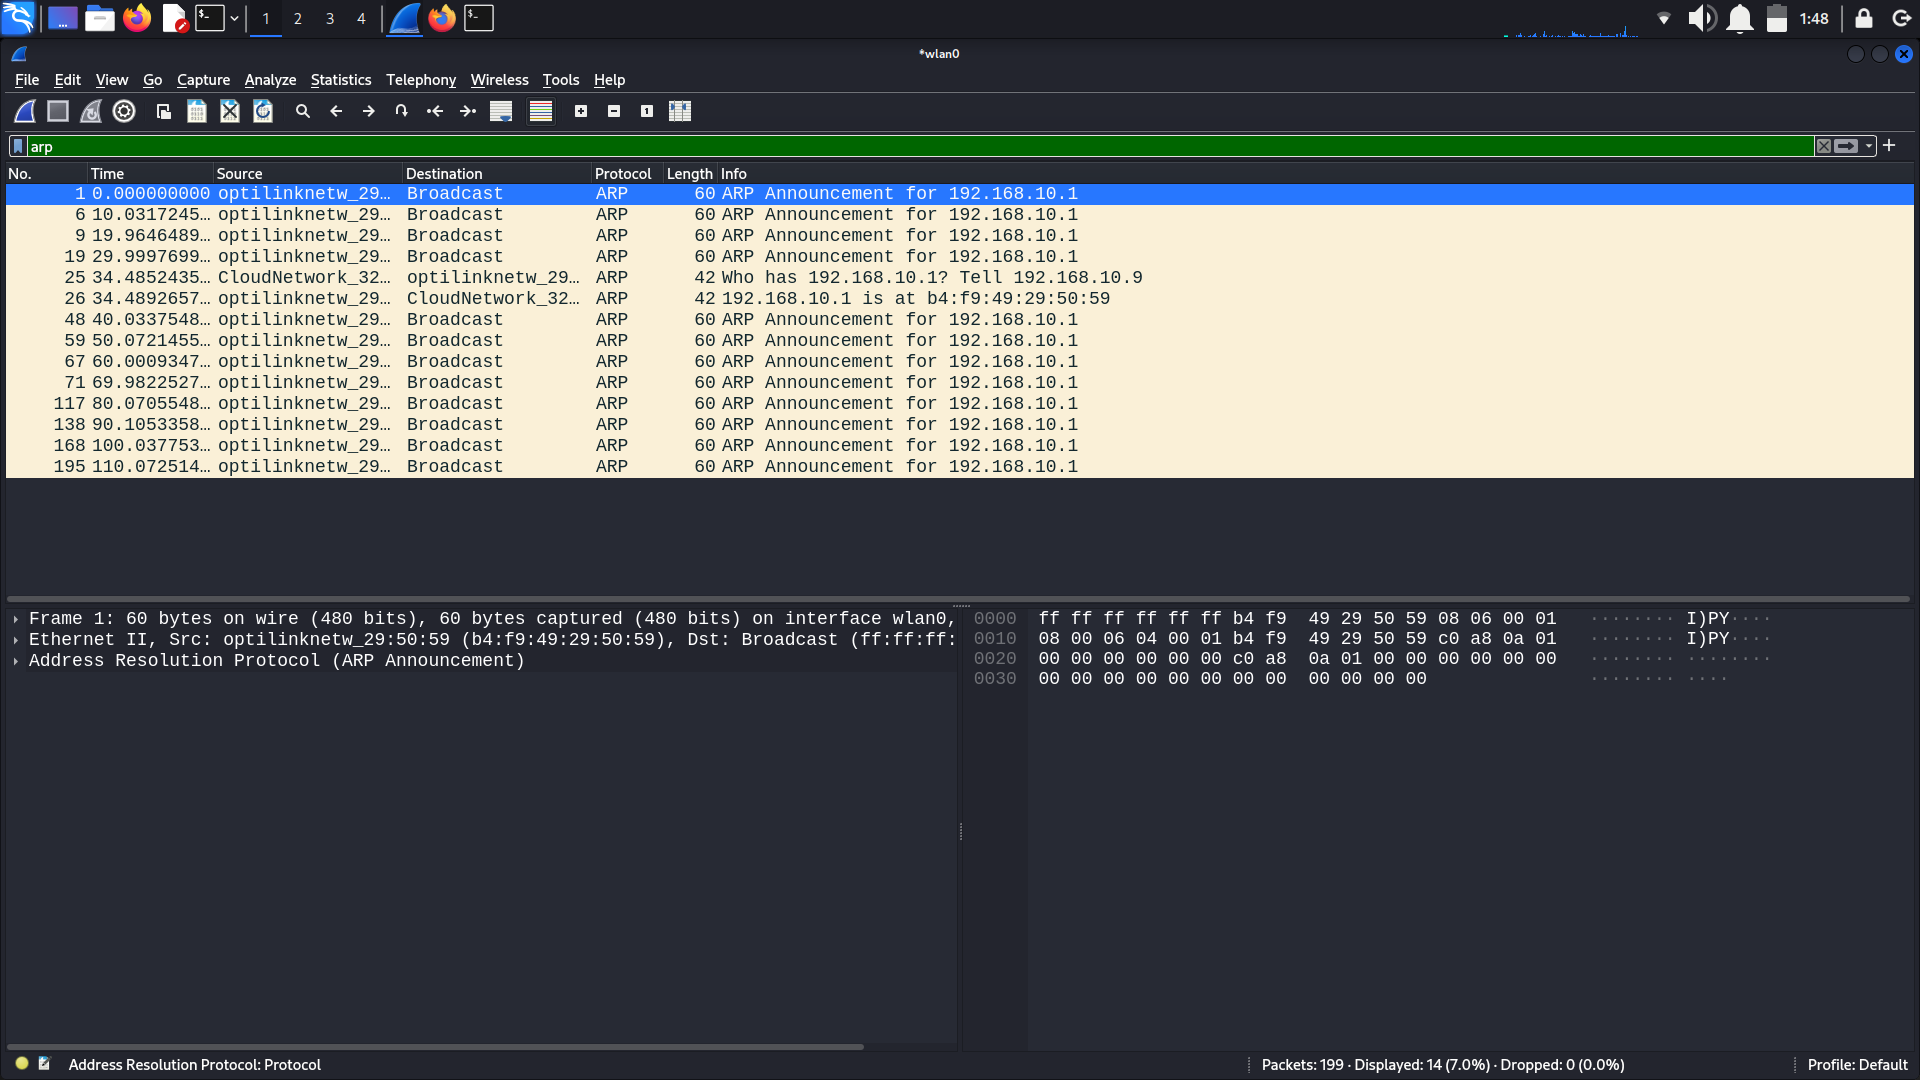 1 2 3 4 1:48
*wlan0
File Edit View Go Capture Analyze Statistics Telephony Wireless Tools Help
arp
No. Time Source Destination Protocol Length Info
1 0.000000000 optilinknetw_29… Broadcast ARP 60 ARP Announcement for 192.168.10.1
6 10.0317245… optilinknetw_29… Broadcast ARP 60 ARP Announcement for 192.168.10.1
9 19.9646489… optilinknetw_29… Broadcast ARP 60 ARP Announcement for 192.168.10.1
19 29.9997699… optilinknetw_29… Broadcast ARP 60 ARP Announcement for 192.168.10.1
25 34.4852435… CloudNetwork_32… optilinknetw_29… ARP 42 Who has 192.168.10.1? Tell 192.168.10.9
26 34.4892657… optilinknetw_29… CloudNetwork_32… ARP 42 192.168.10.1 is at b4:f9:49:29:50:59
48 40.0337548… optilinknetw_29… Broadcast ARP 60 ARP Announcement for 192.168.10.1
59 50.0721455… optilinknetw_29… Broadcast ARP 60 ARP Announcement for 192.168.10.1
67 60.0009347… optilinknetw_29… Broadcast ARP 60 ARP Announcement for 192.168.10.1
71 69.9822527… optilinknetw_29… Broadcast ARP 60 ARP Announcement for 192.168.10.1
117 80.0705548… optilinknetw_29… Broadcast ARP 60 ARP Announcement for 192.168.10.1
138 90.1053358… optilinknetw_29… Broadcast ARP 60 ARP Announcement for 192.168.10.1
168 100.037753… optilinknetw_29… Broadcast ARP 60 ARP Announcement for 192.168.10.1
195 110.072514… optilinknetw_29… Broadcast ARP 60 ARP Announcement for 192.168.10.1
Frame 1: 60 bytes on wire (480 bits), 60 bytes captured (480 bits) on interface wlan0,
Ethernet II, Src: optilinknetw_29:50:59 (b4:f9:49:29:50:59), Dst: Broadcast (ff:ff:ff:
Address Resolution Protocol (ARP Announcement)
0000 ff ff ff ff ff ff b4 f9 49 29 50 59 08 06 00 01 ········ I)PY····
0010 08 00 06 04 00 01 b4 f9 49 29 50 59 c0 a8 0a 01 ········ I)PY····
0020 00 00 00 00 00 00 c0 a8 0a 01 00 00 00 00 00 00 ········ ········
0030 00 00 00 00 00 00 00 00 00 00 00 00 ········ ····
Address Resolution Protocol: Protocol
Packets: 199 · Displayed: 14 (7.0%) · Dropped: 0 (0.0%)
Profile: Default